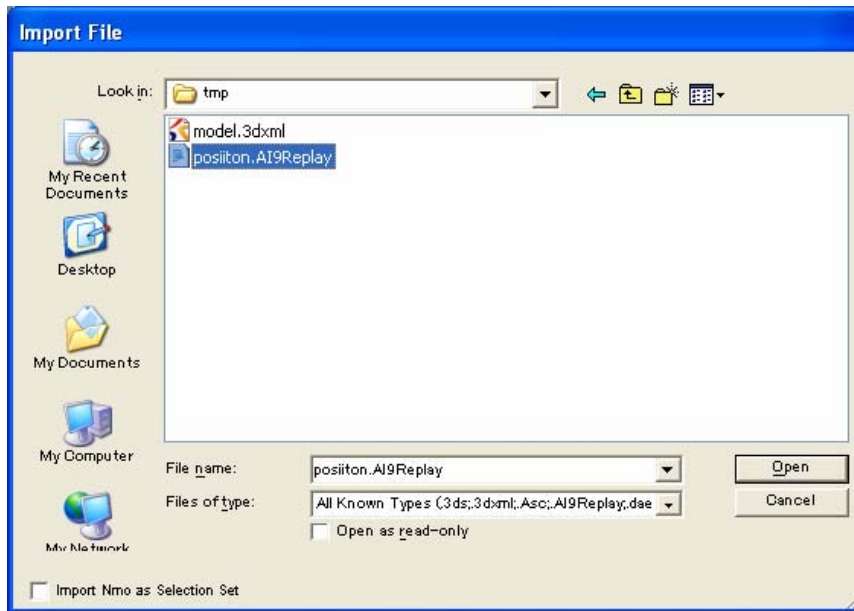 Import File
Look in:
tmp
model.3dxml
posiiton.AI9Replay
My Recent
Documents
Desktop
My Documents
My Computer
My Network
File name:
posiiton.AI9Replay
Open
Files of type:
All Known Types (.3ds;.3dxml;.Asc;.AI9Replay;.dae
Cancel
Open as read-only
Import Nmo as Selection Set